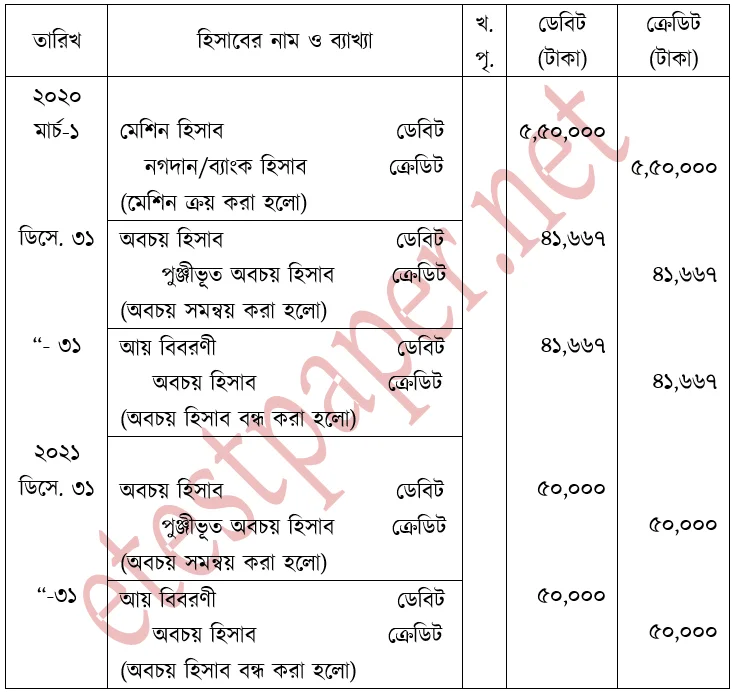 তারিখ হিসাবের নাম ও ব্যাখ্যা খ. পৃ. ডেবিট (টাকা) ক্রেডিট (টাকা)
২০২০
মার্চ-১ মেশিন হিসাব ডেবিট ৫,৫০,০০০
নগদান/ব্যাংক হিসাব ক্রেডিট ৫,৫০,০০০
(মেশিন ক্রয় করা হলো)
ডিসে. ৩১ অবচয় হিসাব ডেবিট ৪১,৬৬৭
পুঞ্জীভূত অবচয় হিসাব ক্রেডিট ৪১,৬৬৭
(অবচয় সমন্বয় করা হলো)
“- ৩১ আয় বিবরণী ডেবিট ৪১,৬৬৭
অবচয় হিসাব ক্রেডিট ৪১,৬৬৭
(অবচয় হিসাব বন্ধ করা হলো)
২০২১
ডিসে. ৩১ অবচয় হিসাব ডেবিট ৫০,০০০
পুঞ্জীভূত অবচয় হিসাব ক্রেডিট ৫০,০০০
(অবচয় সমন্বয় করা হলো)
“-৩১ আয় বিবরণী ডেবিট ৫০,০০০
অবচয় হিসাব ক্রেডিট ৫০,০০০
(অবচয় হিসাব বন্ধ করা হলো)
etestpaper.net